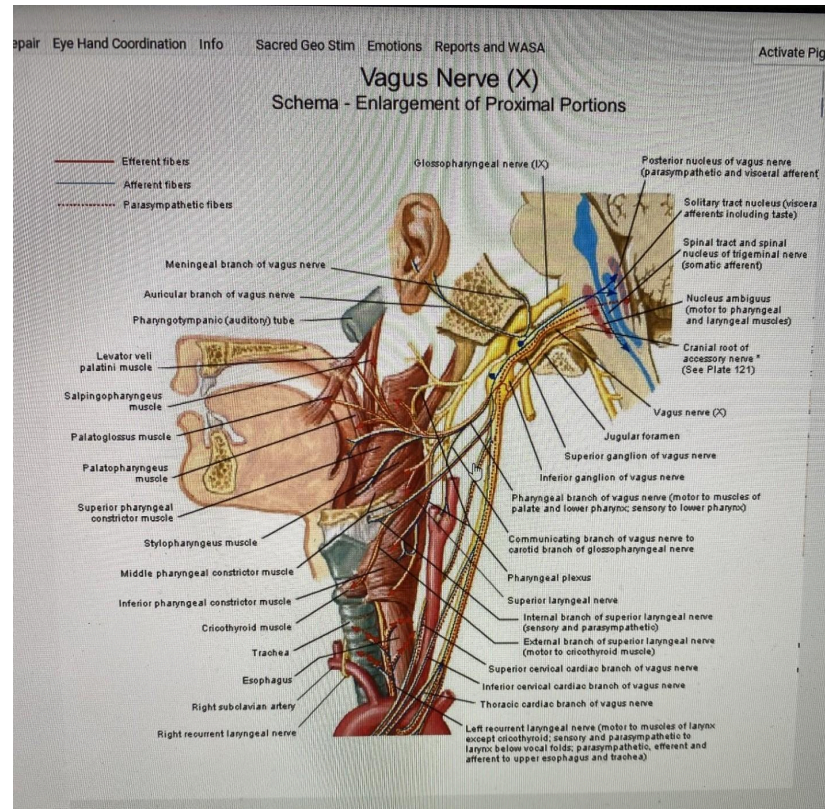 epair Eye Hand Coordination Info Sacred Geo Stim Emotions Reports and WASA
Activate Pig
Vagus Nerve (X)
Schema - Enlargement of Proximal Portions
Efferent fibers
Afferent fibers
Parasympathetic fibers
Glossopharyngeal nerve (IX)
Meningeal branch of vagus nerve
Auricular branch of vagus nerve
Pharyngotympanic (auditory) tube
Levator veli
palatini muscle
Salpingopharyngeus
muscle
Palatoglossus muscle
Palatopharyngeus
muscle
Superior pharyngeal
constrictor muscle
Stylopharyngeus muscle
Middle pharyngeal constrictor muscle
Inferior pharyngeal constrictor muscle
Cricothyroid muscle
Trachea
Esophagus
Right subclavian artery
Right recurrent laryngeal nerve
Posterior nucleus of vagus nerve
(parasympathetic and visceral afferent
Solitary tract nucleus (viscera
afferents including taste)
Spinal tract and spinal
nucleus of trigeminal nerve
(somatic afferent)
Nucleus ambiguus
(motor to pharyngeal
and laryngeal muscles)
Cranial root of
accessory nerve *
(See Plate 121)
Vagus nerve (X)
Jugular foramen
Superior ganglion of vagus nerve
Inferior ganglion of vagus nerve
Pharyngeal branch of vagus nerve (motor to muscles of
palate and lower pharynx; sensory to lower pharynx)
Communicating branch of vagus nerve to
carotid branch of glossopharyngeal nerve
Pharyngeal plexus
Superior laryngeal nerve
Internal branch of superior laryngeal nerve
(sensory and parasympathetic)
External branch of superior laryngeal nerve
(motor to cricothyroid muscle)
Superior cervical cardiac branch of vagus nerve
Inferior cervical cardiac branch of vagus nerve
Thoracic cardiac branch of vagus nerve
Left recurrent laryngeal nerve (motor to muscles of larynx
except cricothyroid; sensory and parasympathetic to
larynx below vocal folds; parasympathetic, efferent and
afferent to upper esophagus and trachea)